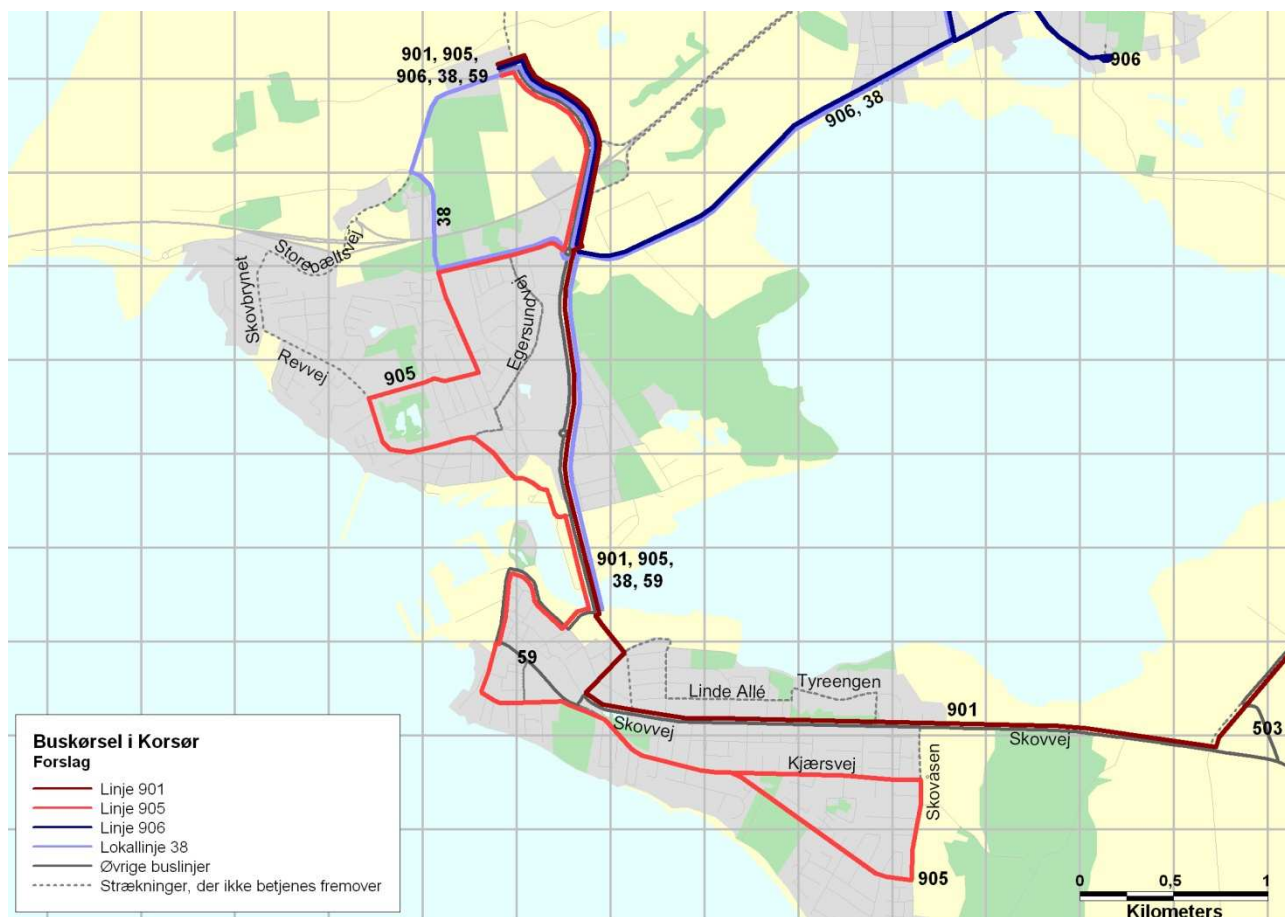 901, 905,
906, 38, 59
906
906, 38
38
Storebæltsvej
Skovbrynet
Egersundvej
Revvej
905
901, 905,
38, 59
59
Linde Allé
Tyreengen
901
Skovvej
Skovvej
503
Kjærsvej
Skovåsen
905
Buskørsel i Korsør
Forslag
Linje 901
Linje 905
Linje 906
Lokallinje 38
Øvrige buslinjer
Strækninger, der ikke betjenes fremover
0 0,5 1
Kilometers